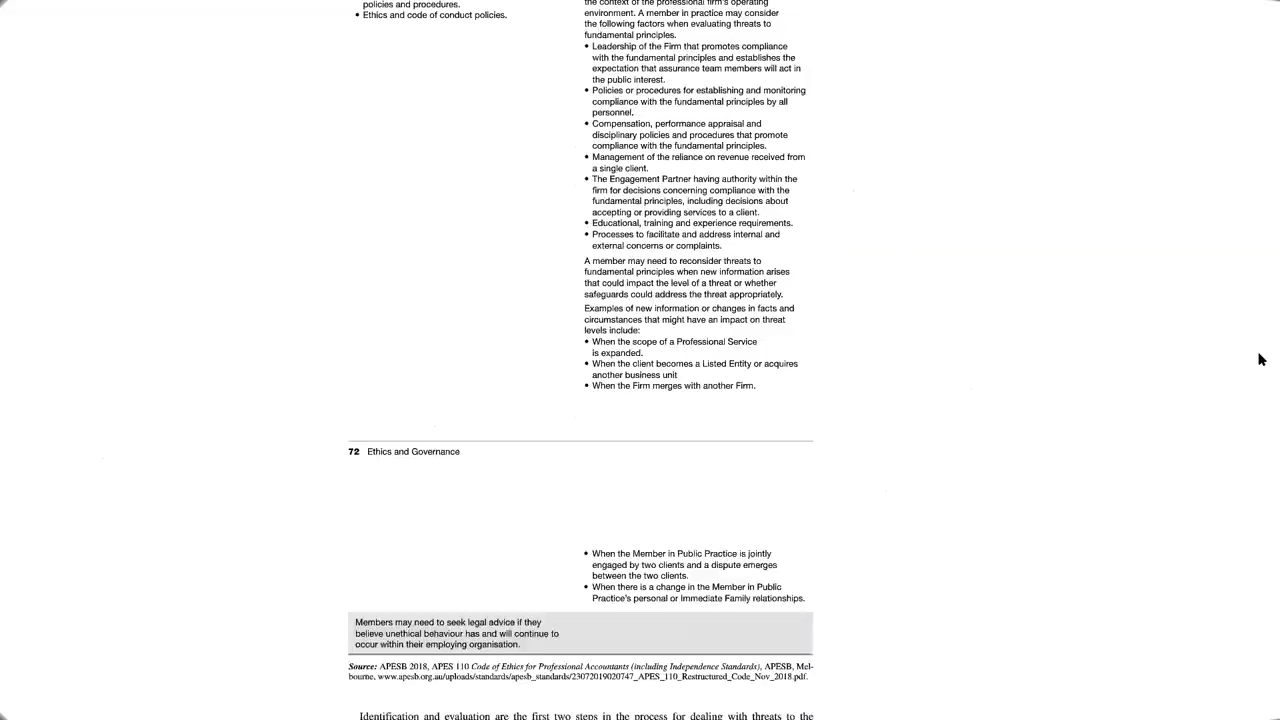 policies and procedures.
• Ethics and code of conduct policies.
the context of the professional firm's operating
environment. A member in practice may consider
the following factors when evaluating threats to
fundamental principles.
• Leadership of the Firm that promotes compliance
with the fundamental principles and establishes the
expectation that assurance team members will act in
the public interest.
• Policies or procedures for establishing and monitoring
compliance with the fundamental principles by all
personnel.
• Compensation, performance appraisal and
disciplinary policies and procedures that promote
compliance with the fundamental principles.
• Management of the reliance on revenue received from
a single client.
• The Engagement Partner having authority within the
firm for decisions concerning compliance with the
fundamental principles, including decisions about
accepting or providing services to a client.
• Educational, training and experience requirements.
• Processes to facilitate and address internal and
external concerns or complaints.
A member may need to reconsider threats to
fundamental principles when new information arises
that could impact the level of a threat or whether
safeguards could address the threat appropriately.
Examples of new information or changes in facts and
circumstances that might have an impact on threat
levels include:
• When the scope of a Professional Service
is expanded.
• When the client becomes a Listed Entity or acquires
another business unit
• When the Firm merges with another Firm.
72 Ethics and Governance
• When the Member in Public Practice is jointly
engaged by two clients and a dispute emerges
between the two clients.
• When there is a change in the Member in Public
Practice's personal or Immediate Family relationships.
Members may need to seek legal advice if they
believe unethical behaviour has and will continue to
occur within their employing organisation.
Source: APESB 2018, APES 110 Code of Ethics for Professional Accountants (including Independence Standards), APESB, Mel-
bourne, www.apesb.org.au/uploads/standards/apesb_standards/23072019020747_APES_110_Restructured_Code_Nov_2018.pdf.
Identification and evaluation are the first two steps in the process for dealing with threats to the